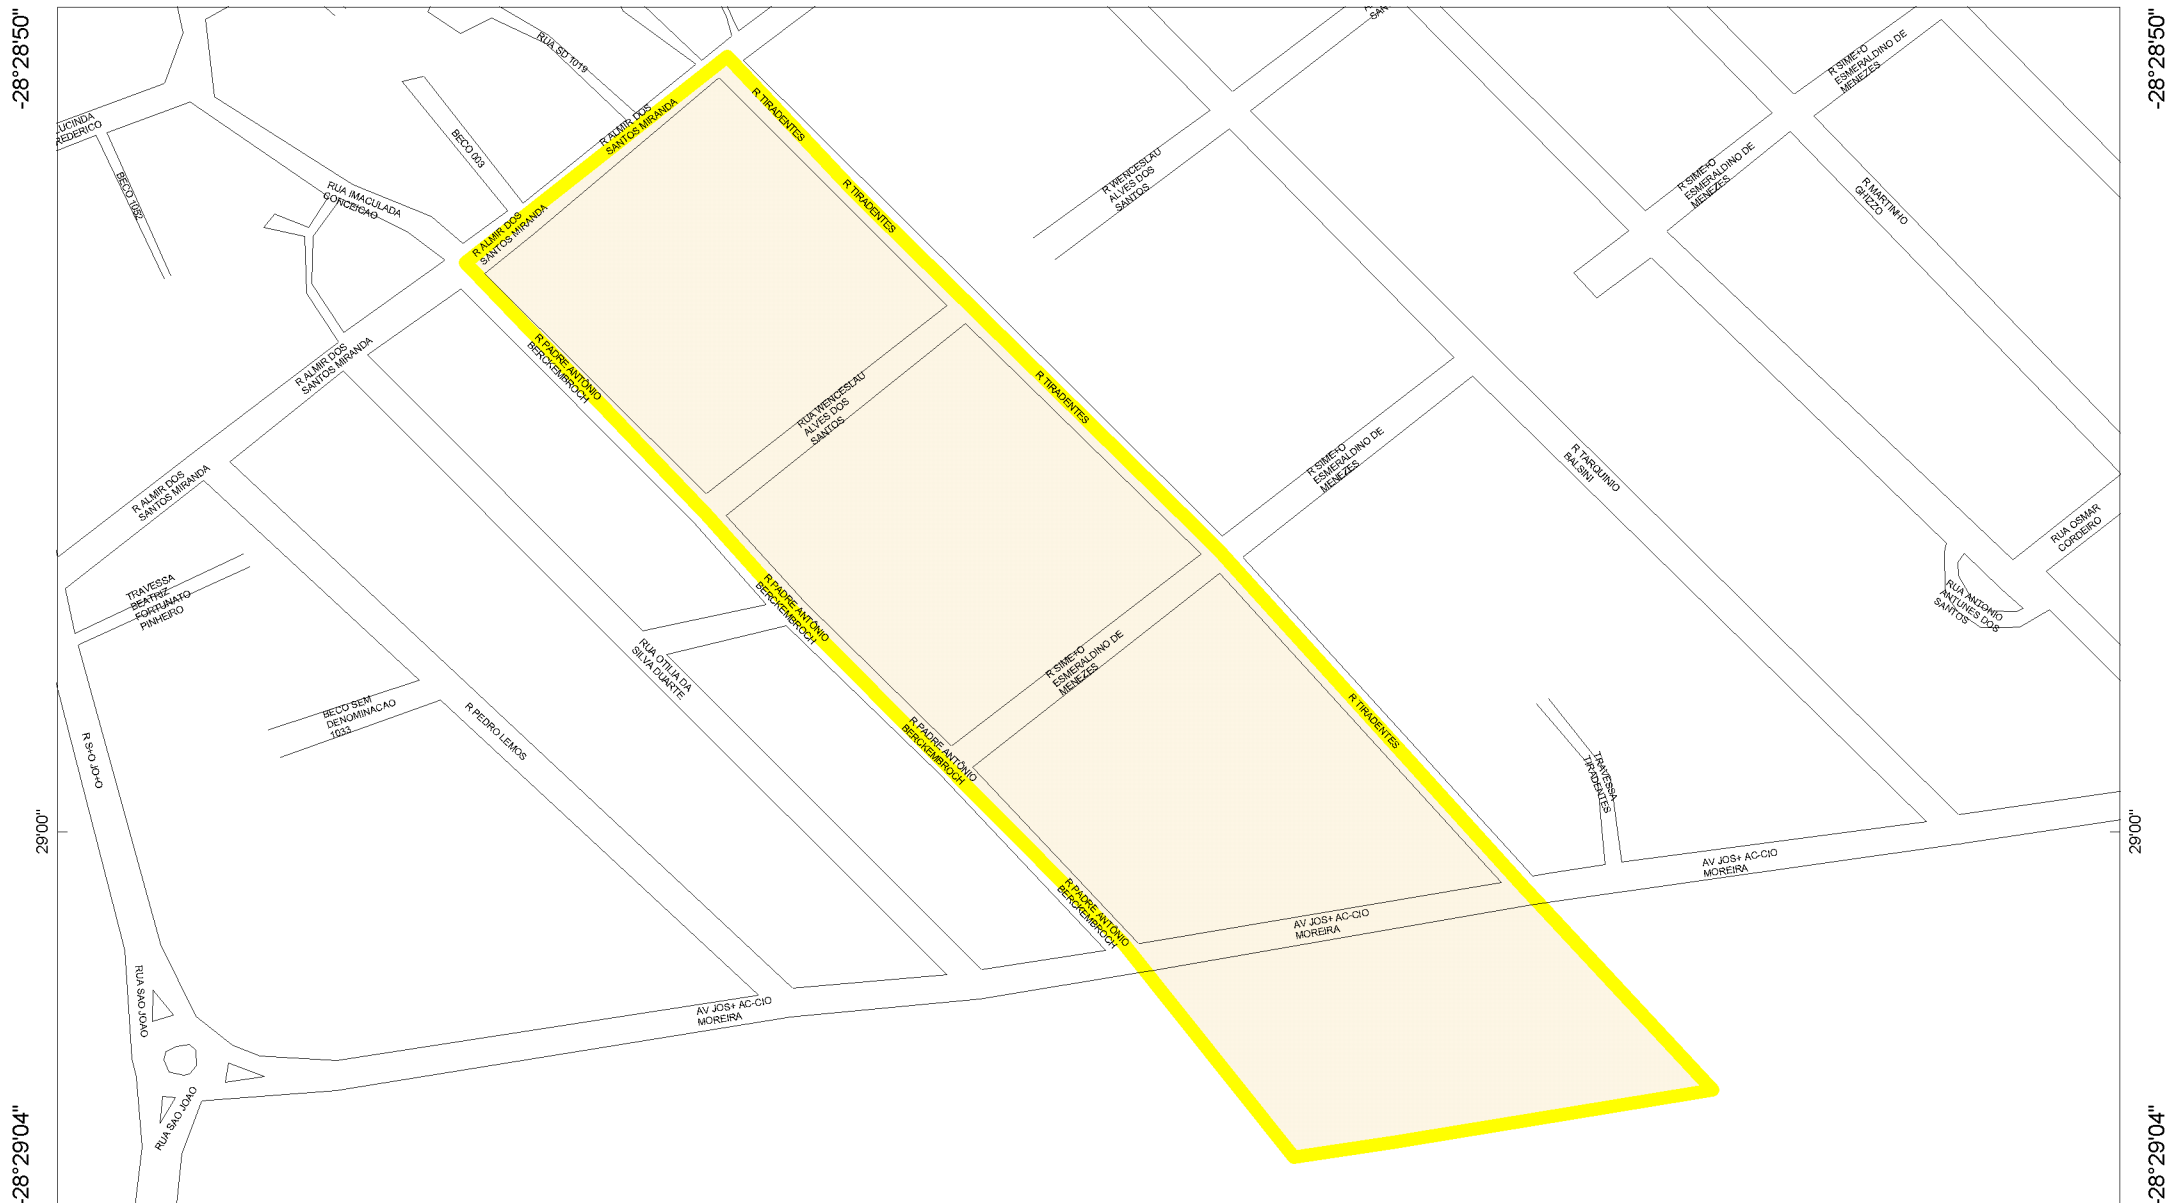 -28°28'50"
-28°28'50"
SAN
RUA SD 1019
R SIME+O
ESMERALDINO DE
MENEZES
LUCINDA
FREDERICO
BECO 003
R ALMIR DOS
SANTOS MIRANDA
R TIRADENTES
BECO 1052
RUA IMACULADA
CONCEICAO
R ALMIR DOS
SANTOS MIRANDA
R TIRADENTES
R WENCESLAU
ALVES DOS
SANTOS
R SIME+O
ESMERALDINO DE
MENEZES
R MARTINHO
GHIZZO
R ALMIR DOS
SANTOS MIRANDA
R PADRE ANTÔNIO
BERCKEMBROCH
RUA WENCESLAU
ALVES DOS
SANTOS
R TIRADENTES
R ALMIR DOS
SANTOS MIRANDA
R SIME+O
ESMERALDINO DE
MENEZES
R TARQUINIO
BALSINI
RUA OSMAR
CORDEIRO
TRAVESSA
BEATRIZ
FORTUNATO
PINHEIRO
R PADRE ANTÔNIO
BERCKEMBROCH
RUA ANTONIO
ANTUNES DOS
SANTOS
RUA OTILIA DA
SILVA DUARTE
R SIME+O
ESMERALDINO DE
MENEZES
BECO SEM
DENOMINACAO
1033
R PEDRO LEMOS
R PADRE ANTÔNIO
BERCKEMBROCH
R TIRADENTES
R S+O JO+O
TRAVESSA
TIRADENTES
29'00"
29'00"
AV JOS+ AC-CIO
MOREIRA
R PADRE ANTÔNIO
BERCKEMBROCH
AV JOS+ AC-CIO
MOREIRA
RUA SAO JOAO
AV JOS+ AC-CIO
MOREIRA
RUA SAO JOAO
-28°29'04"
-28°29'04"